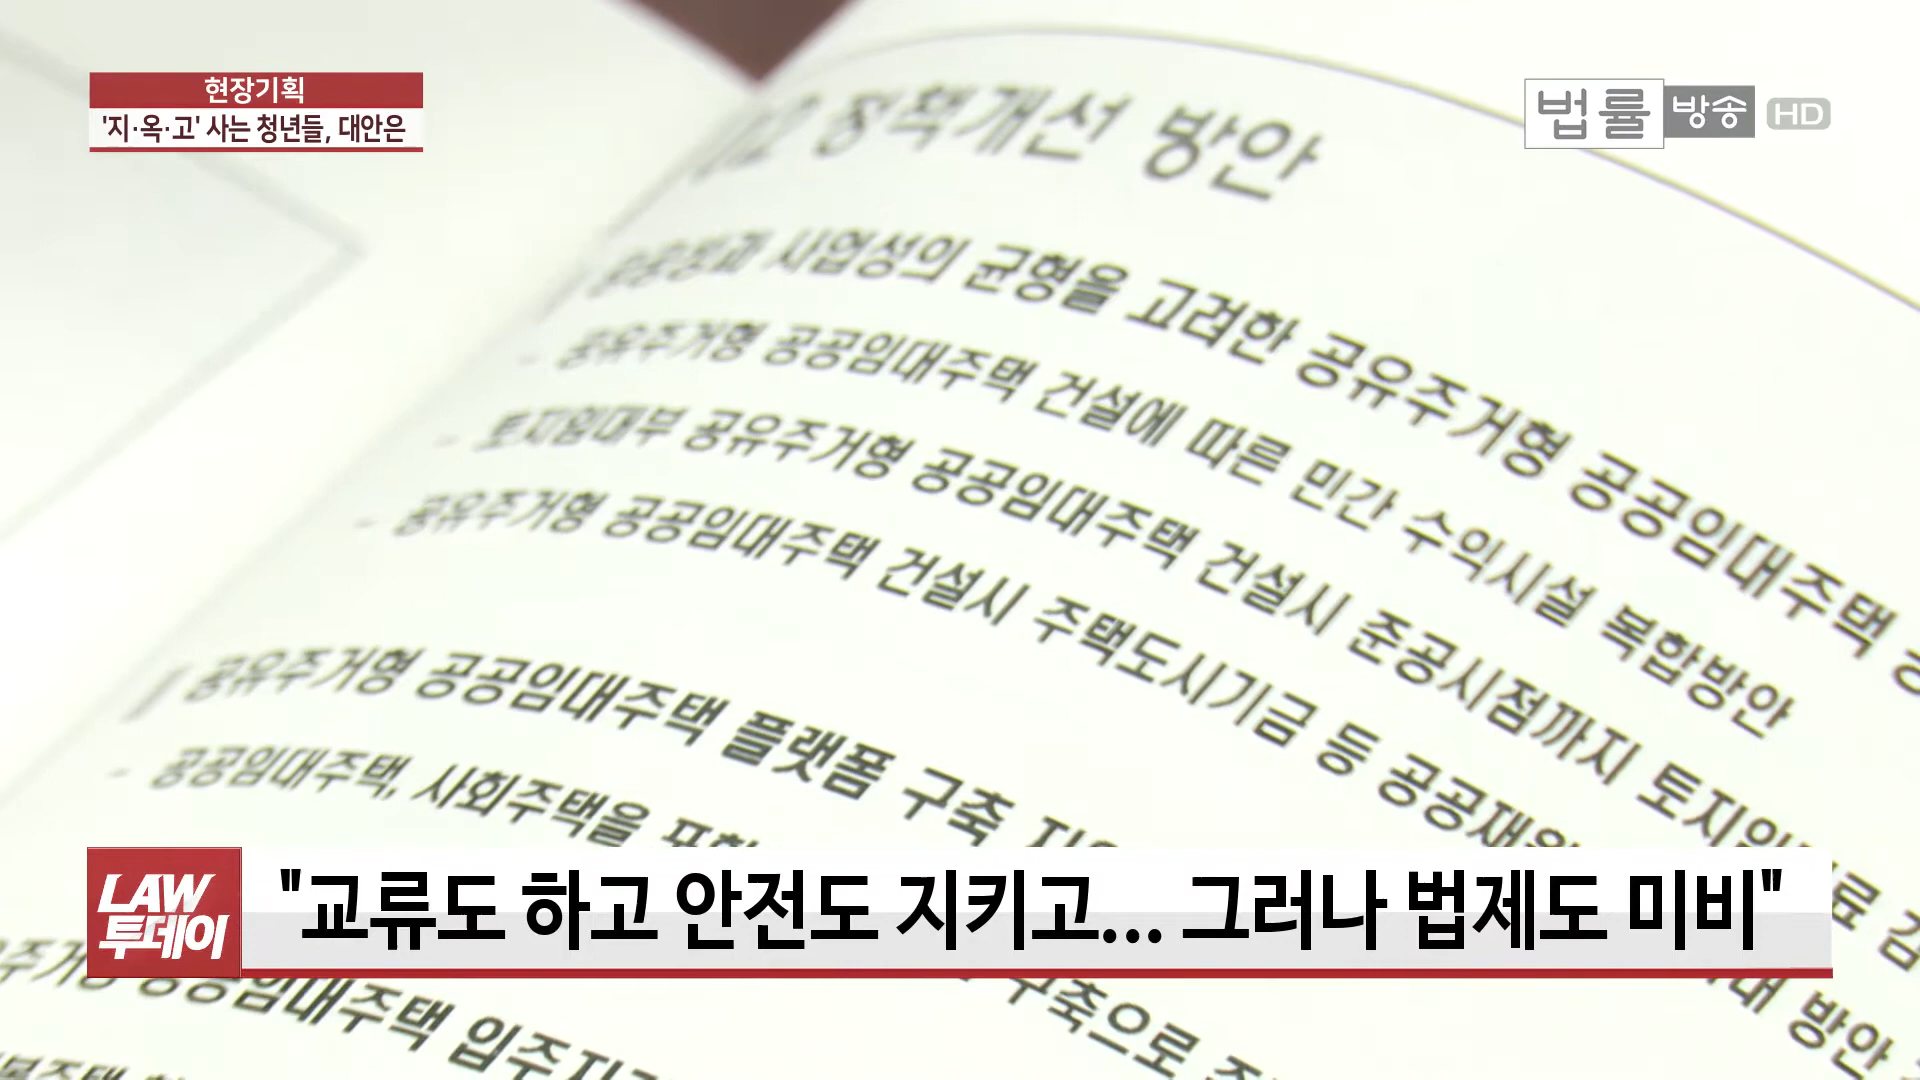 현장기획
'지·옥·고' 사는 청년들, 대안은
법률방송 HD
정책개선 방안
사업성의 균형을 고려한 공유주거형 공공임대주택
- 공유주거형 공공임대주택 건설에 따른 민간 수익시설 복합방안
- 토지임대부 공유주거형 공공임대주택 건설시 준공시점까지
- 공유주거형 공공임대주택 건설시 주택도시기금 등
공유주거형 공공임대주택 플랫폼 구축
- 공공임대주택, 사회주택을
LAW
투데이
"교류도 하고 안전도 지키고... 그러나 법제도 미비"
방안
공공임대주택
구축으로